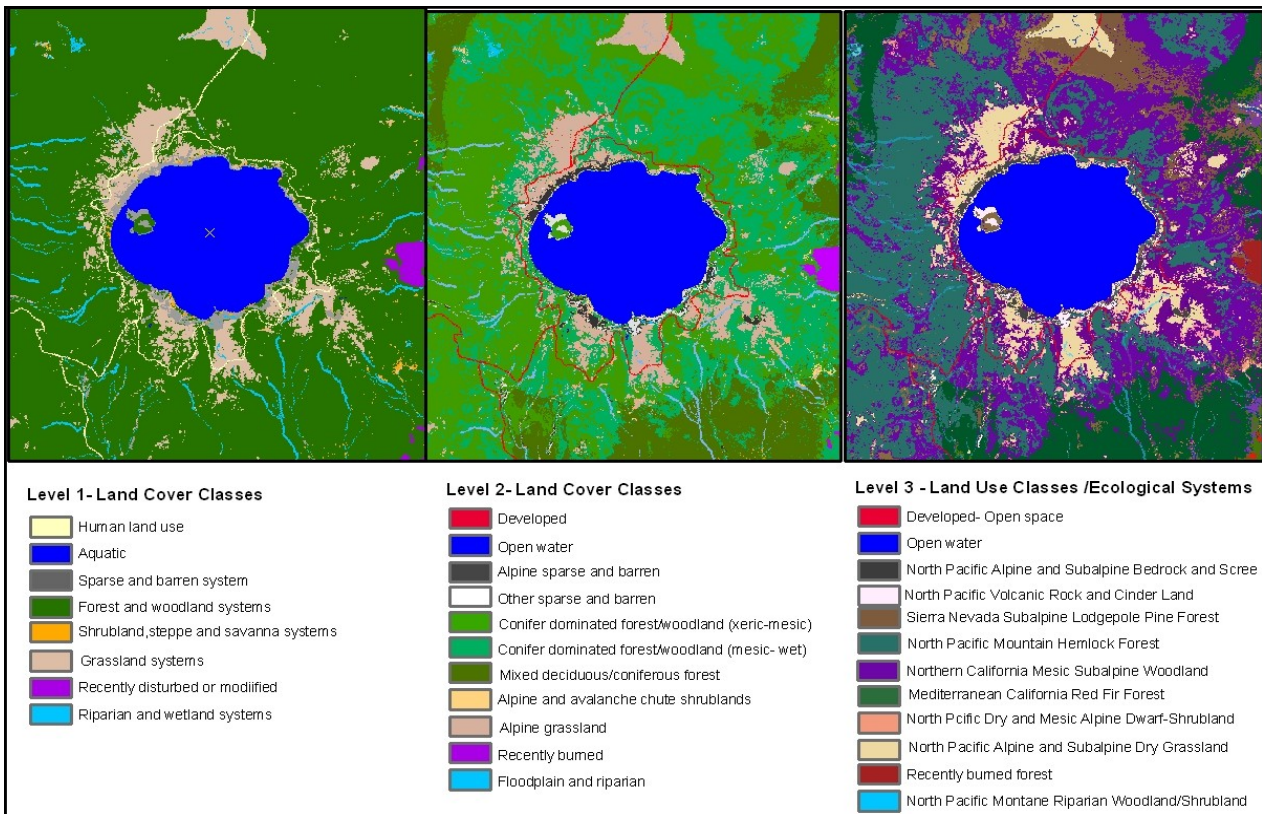 Level 1- Land Cover Classes
Human land use
Aquatic
Sparse and barren system
Forest and woodland systems
Shrubland,steppe and savanna systems
Grassland systems
Recently disturbed or modiified
Riparian and wetland systems
Level 2- Land Cover Classes
Developed
Open water
Alpine sparse and barren
Other sparse and barren
Conifer dominated forest/woodland (xeric-mesic)
Conifer dominated forest/woodland (mesic- wet)
Mixed deciduous/coniferous forest
Alpine and avalanche chute shrublands
Alpine grassland
Recently burned
Floodplain and riparian
Level 3 - Land Use Classes /Ecological Systems
Developed- Open space
Open water
North Pacific Alpine and Subalpine Bedrock and Scree
North Pacific Volcanic Rock and Cinder Land
Sierra Nevada Subalpine Lodgepole Pine Forest
North Pacific Mountain Hemlock Forest
Northern California Mesic Subalpine Woodland
Mediterranean California Red Fir Forest
North Pcific Dry and Mesic Alpine Dwarf-Shrubland
North Pacific Alpine and Subalpine Dry Grassland
Recently burned forest
North Pacific Montane Riparian Woodland/Shrubland